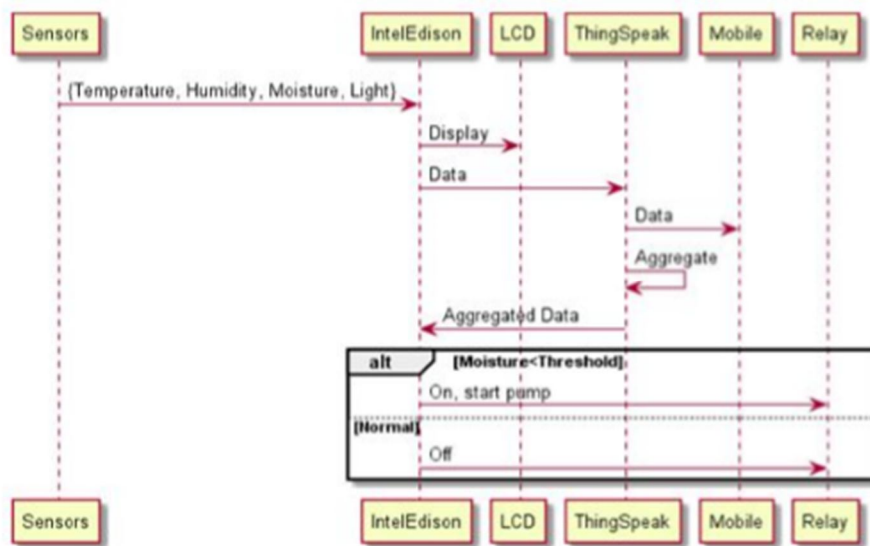 Sensors IntelEdison LCD ThingSpeak Mobile Relay
{Temperature, Humidity, Moisture, Light}
Display
Data
Data
Aggregate
Aggregated Data
alt [Moisture<Threshold]
On, start pump
[Normal]
Off
Sensors IntelEdison LCD ThingSpeak Mobile Relay